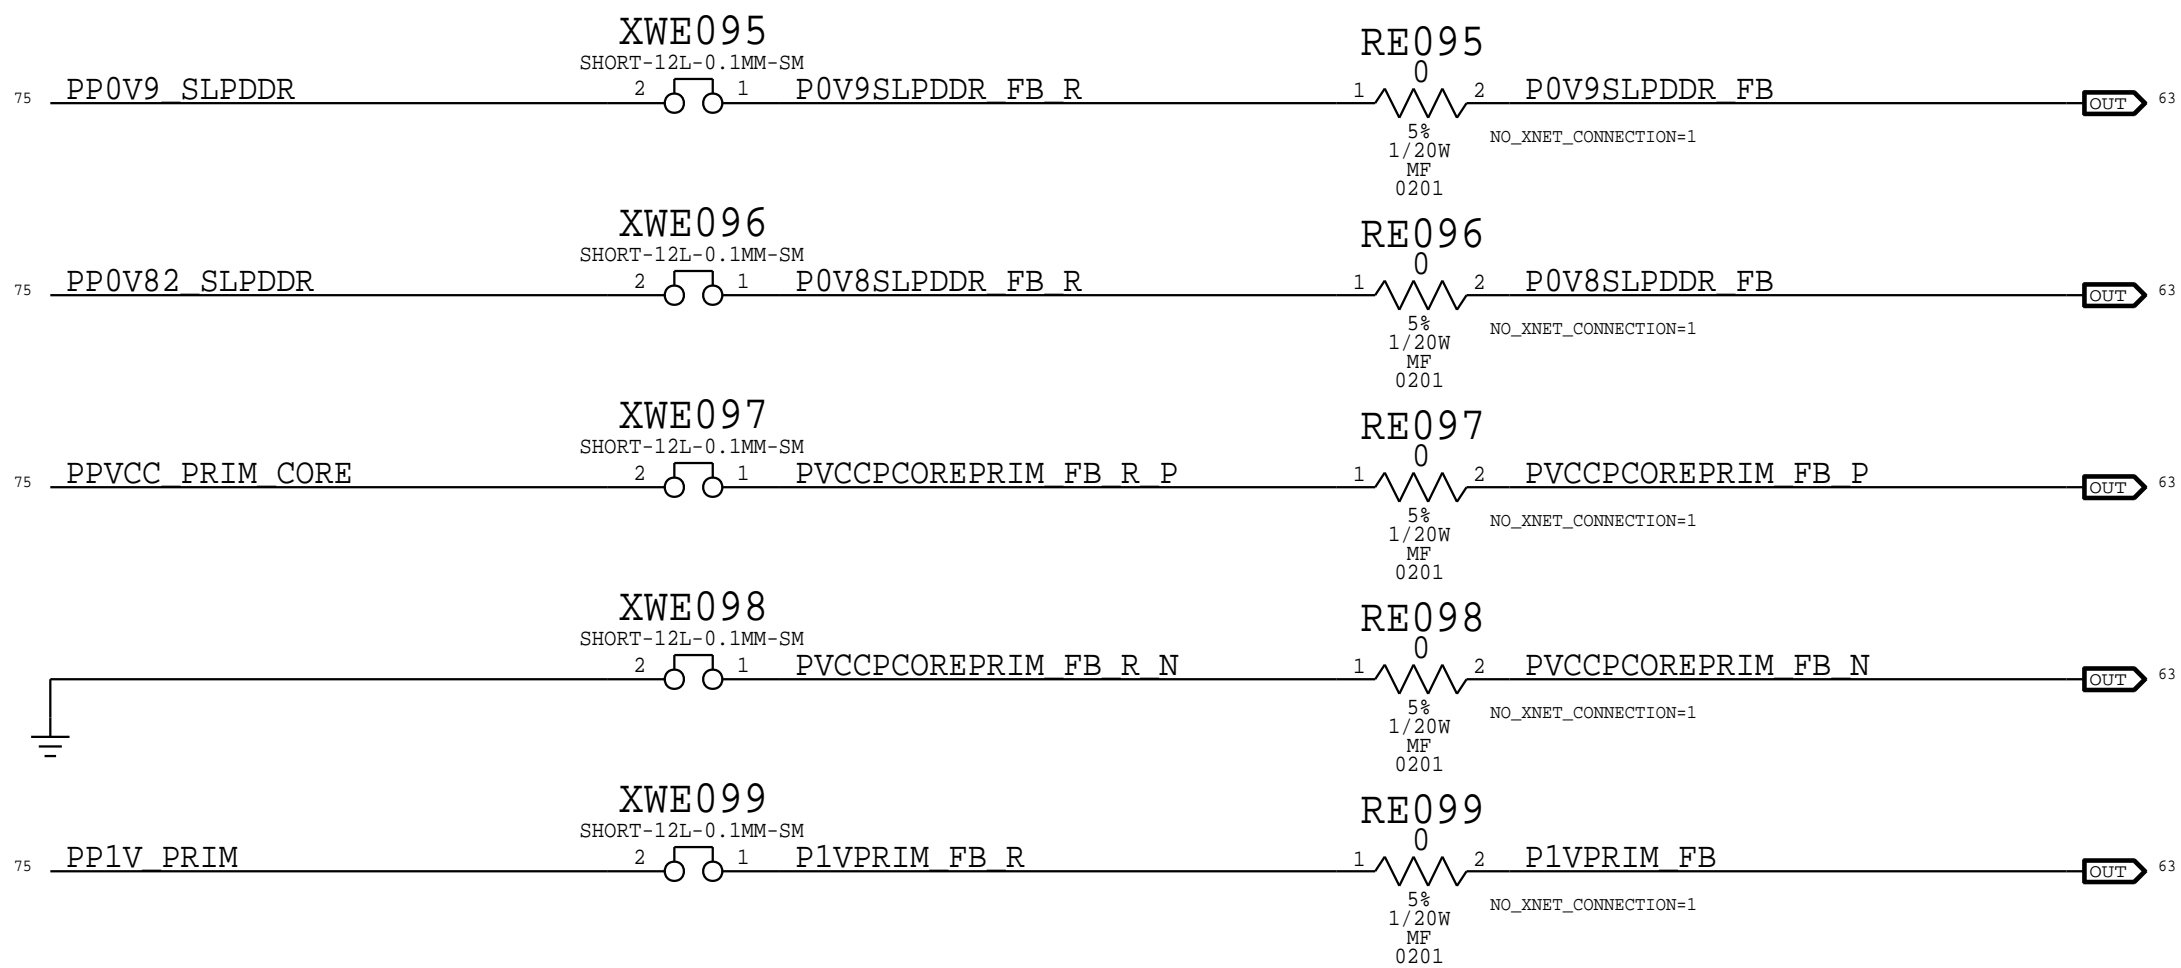 XWE095
SHORT-12L-0.1MM-SM
RE095
0
75 PP0V9_SLPDDR 2 1 P0V9SLPDDR_FB_R 1 2 P0V9SLPDDR_FB OUT 63
5%
1/20W
MF
0201
NO_XNET_CONNECTION=1
XWE096
SHORT-12L-0.1MM-SM
RE096
0
75 PP0V82_SLPDDR 2 1 P0V8SLPDDR_FB_R 1 2 P0V8SLPDDR_FB OUT 63
5%
1/20W
MF
0201
NO_XNET_CONNECTION=1
XWE097
SHORT-12L-0.1MM-SM
RE097
0
75 PPVCC_PRIM_CORE 2 1 PVCCPCOREPRIM_FB_R_P 1 2 PVCCPCOREPRIM_FB_P OUT 63
5%
1/20W
MF
0201
NO_XNET_CONNECTION=1
XWE098
SHORT-12L-0.1MM-SM
RE098
0
2 1 PVCCPCOREPRIM_FB_R_N 1 2 PVCCPCOREPRIM_FB_N OUT 63
5%
1/20W
MF
0201
NO_XNET_CONNECTION=1
XWE099
SHORT-12L-0.1MM-SM
RE099
0
75 PP1V_PRIM 2 1 P1VPRIM_FB_R 1 2 P1VPRIM_FB OUT 63
5%
1/20W
MF
0201
NO_XNET_CONNECTION=1